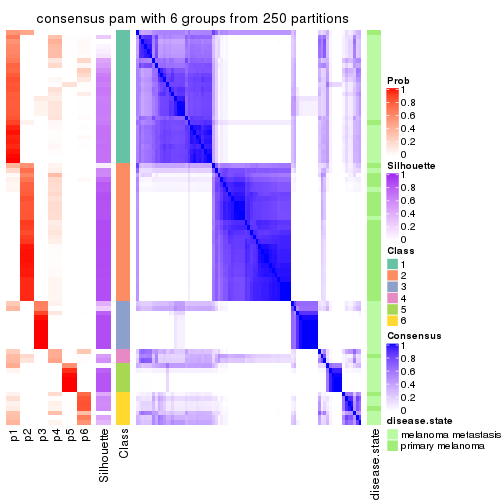 consensus pam with 6 groups from 250 partitions
Prob
1
0.8
0.6
0.4
0.2
0
Silhouette
1
0.8
0.6
0.4
0.2
0
Class
1
2
3
4
5
6
Consensus
1
0.8
0.6
0.4
0.2
0
disease.state
melanoma metastasis
primary melanoma
p1
p2
p3
p4
p5
p6
Silhouette
Class
disease.state